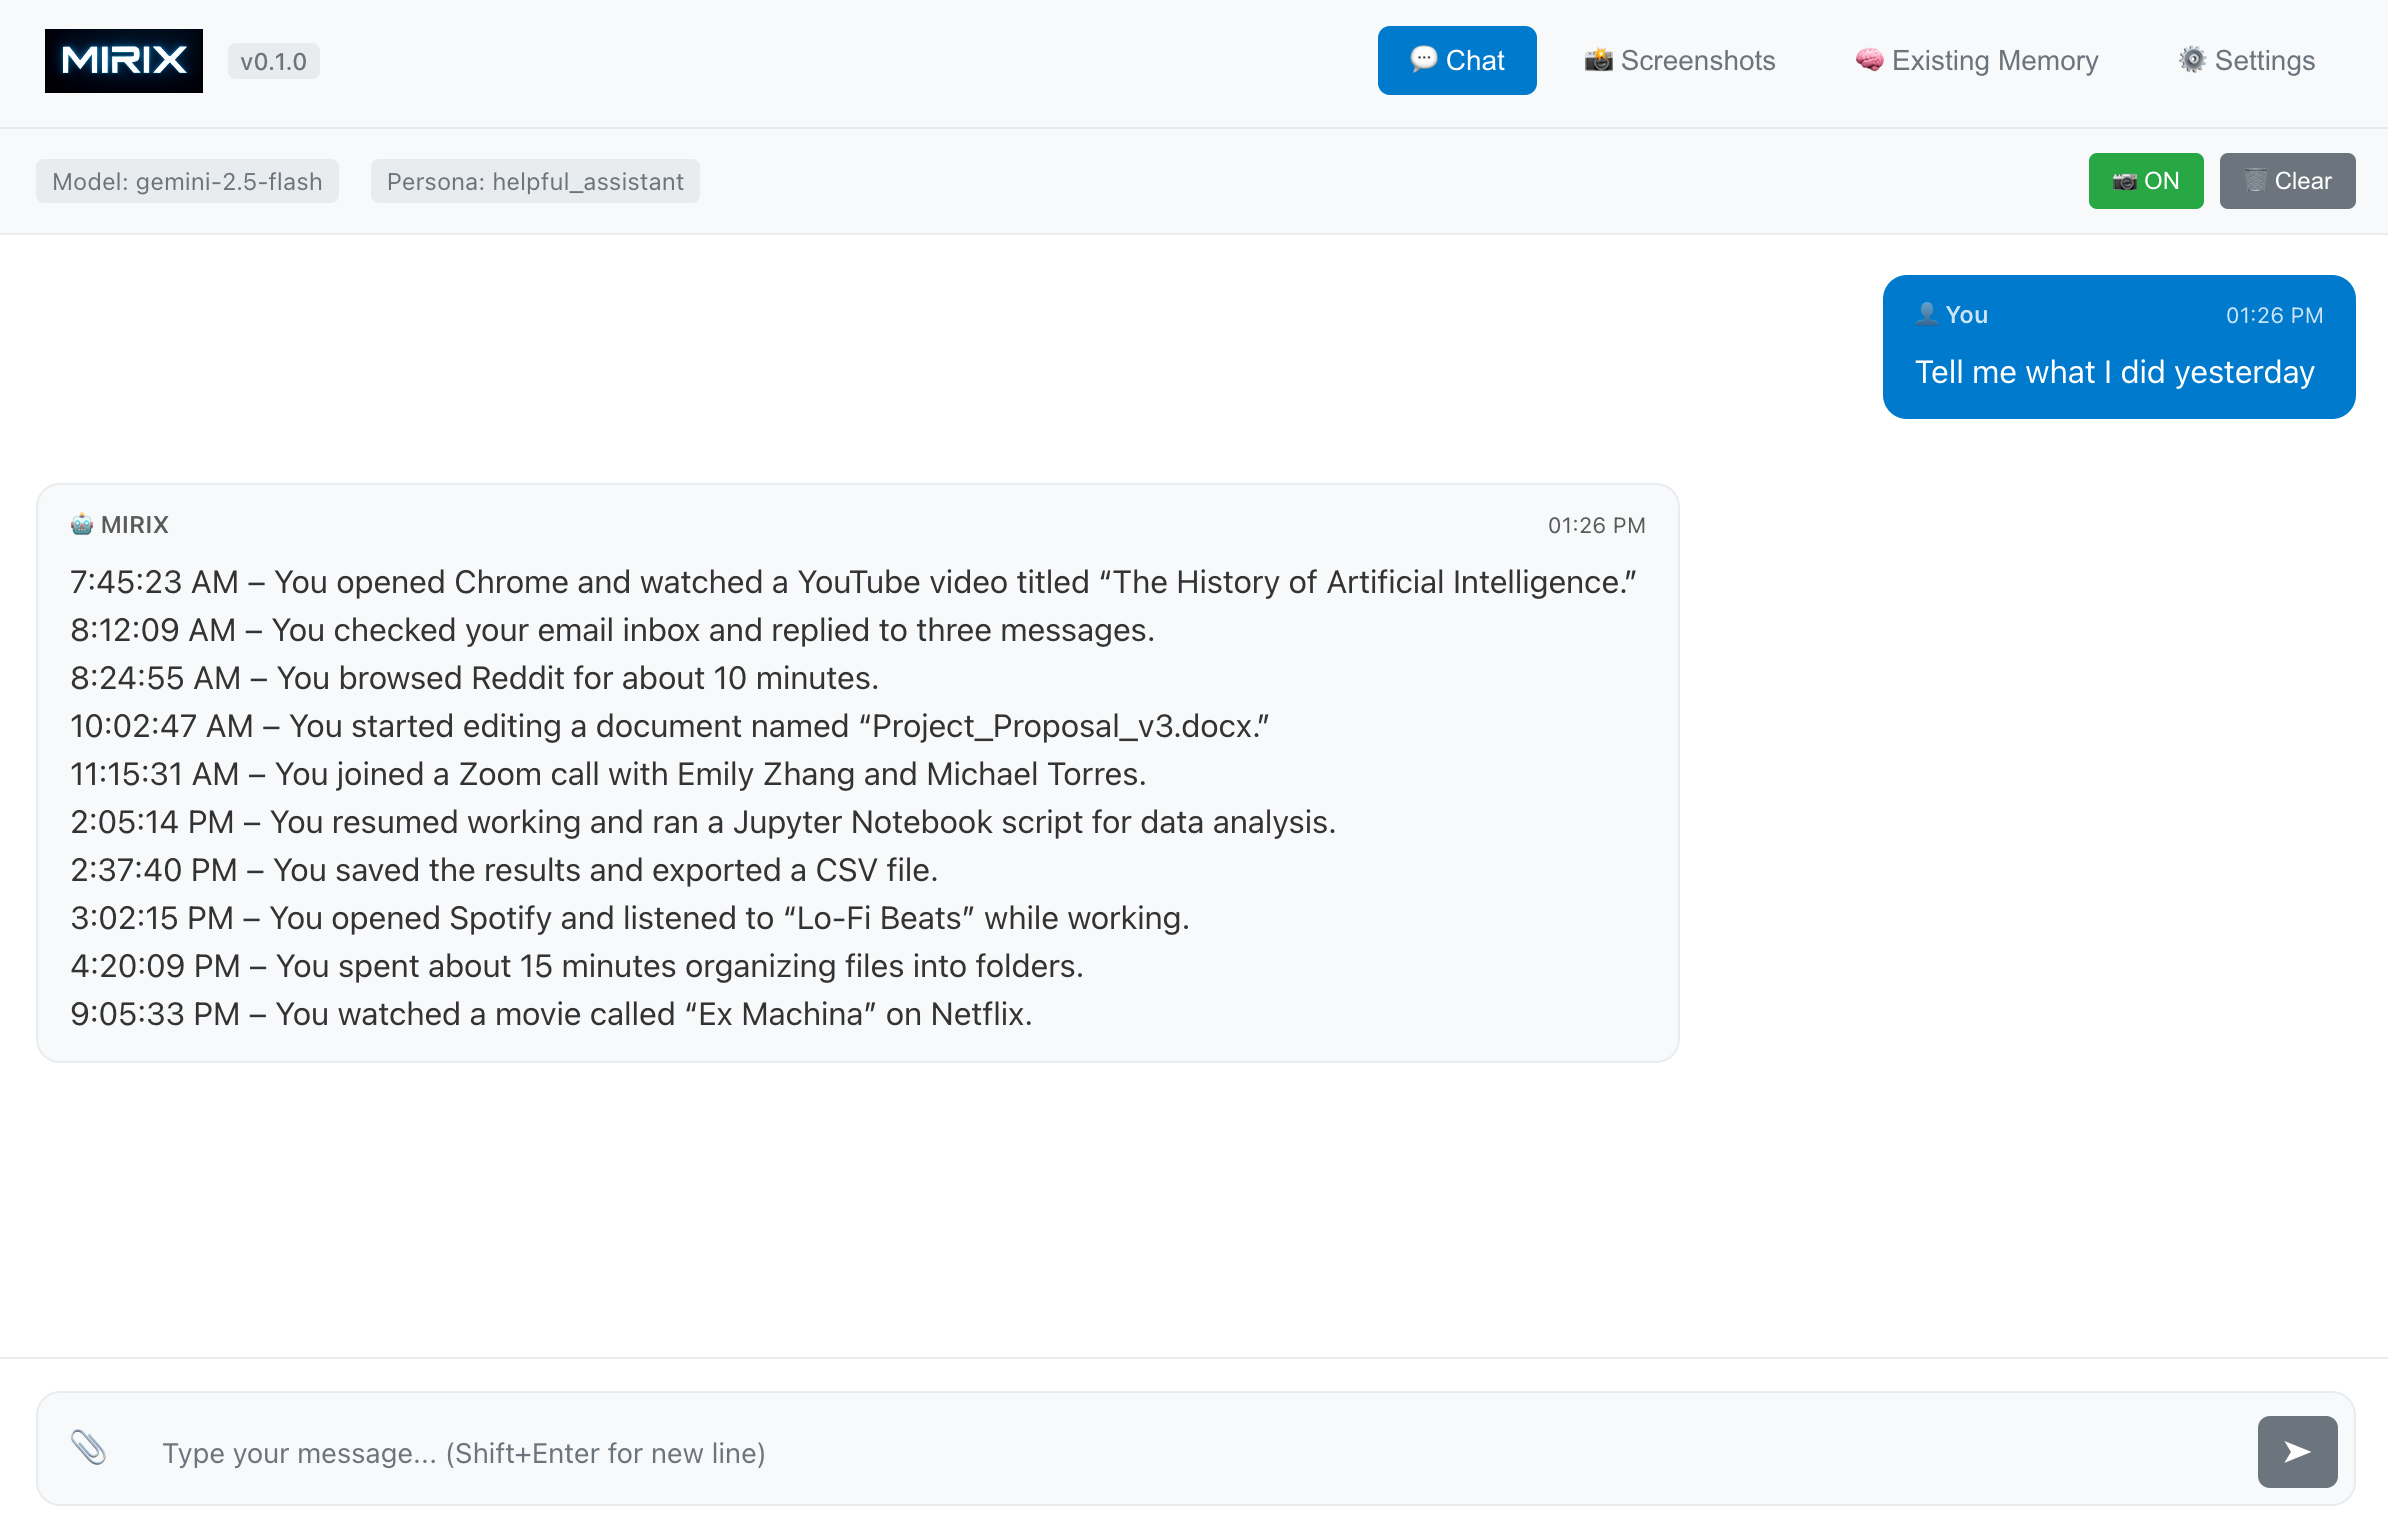 MIRIX v0.1.0 💬 Chat 📸 Screenshots 🧠 Existing Memory ⚙️ Settings
Model: gemini-2.5-flash Persona: helpful_assistant 📷 ON 🗑️ Clear
👤 You 01:26 PM
Tell me what I did yesterday
🤖 MIRIX 01:26 PM
7:45:23 AM – You opened Chrome and watched a YouTube video titled “The History of Artificial Intelligence.”
8:12:09 AM – You checked your email inbox and replied to three messages.
8:24:55 AM – You browsed Reddit for about 10 minutes.
10:02:47 AM – You started editing a document named “Project_Proposal_v3.docx.”
11:15:31 AM – You joined a Zoom call with Emily Zhang and Michael Torres.
2:05:14 PM – You resumed working and ran a Jupyter Notebook script for data analysis.
2:37:40 PM – You saved the results and exported a CSV file.
3:02:15 PM – You opened Spotify and listened to “Lo-Fi Beats” while working.
4:20:09 PM – You spent about 15 minutes organizing files into folders.
9:05:33 PM – You watched a movie called “Ex Machina” on Netflix.
Type your message... (Shift+Enter for new line)